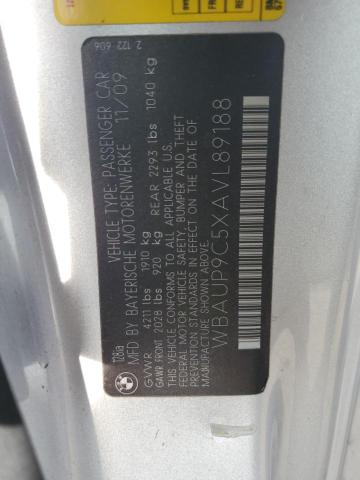 2 122 606
128ia
VEHICLE TYPE: PASSENGER CAR
MFD BY BAYERISCHE MOTORENWERKE 11/09
GVWR 4211 lbs 1910 kg
GAWR FRONT 2028 lbs 920 kg REAR 2293 lbs 1040 kg
THIS VEHICLE CONFORMS TO ALL APPLICABLE U.S.
FEDERAL MOTOR VEHICLE SAFETY, BUMPER AND THEFT
PREVENTION STANDARDS IN EFFECT ON THE DATE OF
MANUFACTURE SHOWN ABOVE.
WBAUP9C5XAVL89188